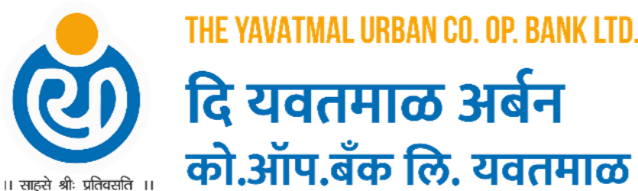 THE YAVATMAL URBAN CO. OP. BANK LTD.
दि यवतमाळ अर्बन
को.ऑप.बँक लि. यवतमाळ
।। साहसे श्रीः प्रतिवसति ।।